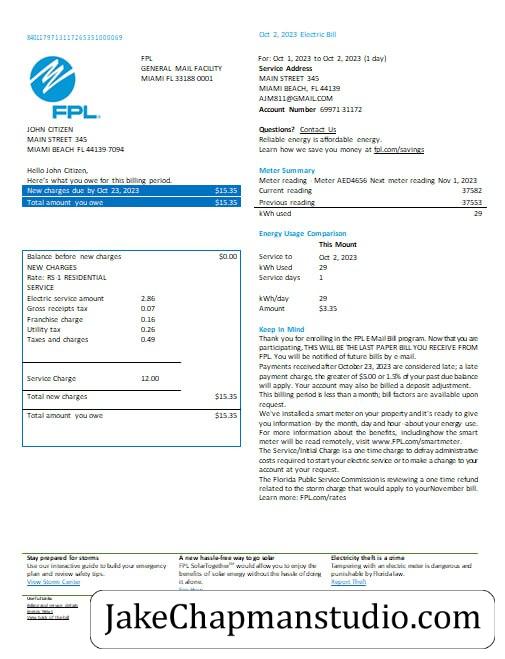 8401179713117265351000069
Oct 2, 2023 Electric Bill
FPL
GENERAL MAIL FACILITY
MIAMI FL 33188 0001
FPL.
For: Oct 1, 2023 to Oct 2, 2023 (1 day)
Service Address
MAIN STREET 345
MIAMI BEACH, FL 44139
AJM811@GMAIL.COM
Account Number 69971 31172
JOHN CITIZEN
MAIN STREET 345
MIAMI BEACH FL 44139 7094
Questions? Contact Us
Reliable energy is affordable energy.
Learn how we save you money at fpl.com/savings
Hello John Citizen,
Here's what you owe for this billing period.
New charges due by Oct 23, 2023 $15.35
Total amount you owe $15.35
Meter Summary
Meter reading - Meter AED4656 Next meter reading Nov 1, 2023
Current reading 37582
Previous reading 37553
kWh used 29
Energy Usage Comparison
This Mount
Service to Oct 2, 2023
kWh Used 29
Service days 1
kWh/day 29
Amount $3.35
Balance before new charges $0.00
NEW CHARGES
Rate: RS-1 RESIDENTIAL
SERVICE
Electric service amount 2.86
Gross receipts tax 0.07
Franchise charge 0.16
Utility tax 0.26
Taxes and charges 0.49
Service Charge 12.00
Total new charges $15.35
Total amount you owe $15.35
Keep In Mind
Thank you for enrolling in the FPL E-Mail Bill program. Now that you are
participating, THIS WILL BE THE LAST PAPER BILL YOU RECEIVE FROM
FPL. You will be notified of future bills by e-mail.
Payments received after October 23, 2023 are considered late; a late
payment charge, the greater of $5.00 or 1.5% of your past due balance
will apply. Your account may also be billed a deposit adjustment.
This billing period is less than a month; bill factors are available upon
request.
We've installed a smart meter on your property and it's ready to give
you information -by the month, day and hour- about your energy use.
For more information about the benefits, including how the smart
meter will be read remotely, visit www.FPL.com/smartmeter.
The Service/Initial Charge is a one time charge to defray administrative
costs required to start your electric service or to make a change to your
account at your request.
The Florida Public Service Commission is reviewing a one time refund
related to the storm charge that would apply to your November bill.
Learn more: FPL.com/rates
Stay prepared for storms
Use our interactive guide to build your emergency
plan and review safety tips.
View Storm Center
A new hassle-free way to go solar
FPL SolarTogether℠ would allow you to enjoy the
benefits of solar energy without the hassle of doing
it alone.
Electricity theft is a crime
Tampering with an electric meter is dangerous and
punishable by Florida law.
Report Theft
Useful Links
Billing and service details
View back of the bill
JakeChapmanstudio.com